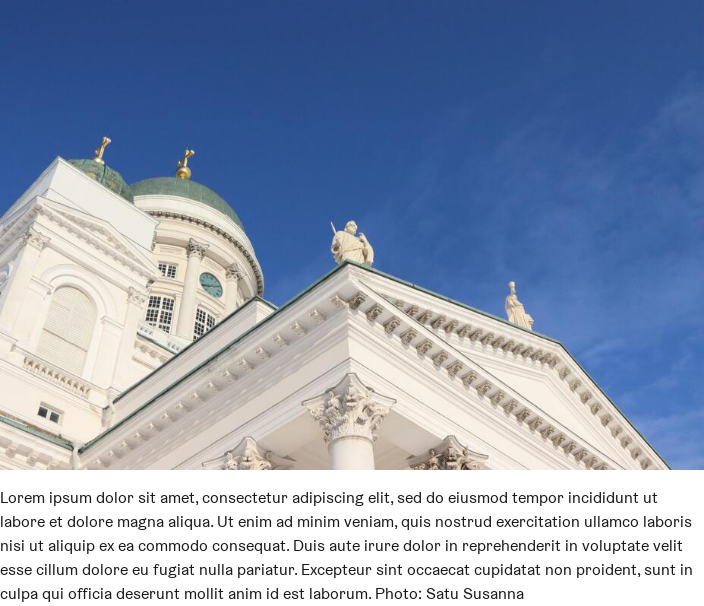 Lorem ipsum dolor sit amet, consectetur adipiscing elit, sed do eiusmod tempor incididunt ut
labore et dolore magna aliqua. Ut enim ad minim veniam, quis nostrud exercitation ullamco laboris
nisi ut aliquip ex ea commodo consequat. Duis aute irure dolor in reprehenderit in voluptate velit
esse cillum dolore eu fugiat nulla pariatur. Excepteur sint occaecat cupidatat non proident, sunt in
culpa qui officia deserunt mollit anim id est laborum. Photo: Satu Susanna